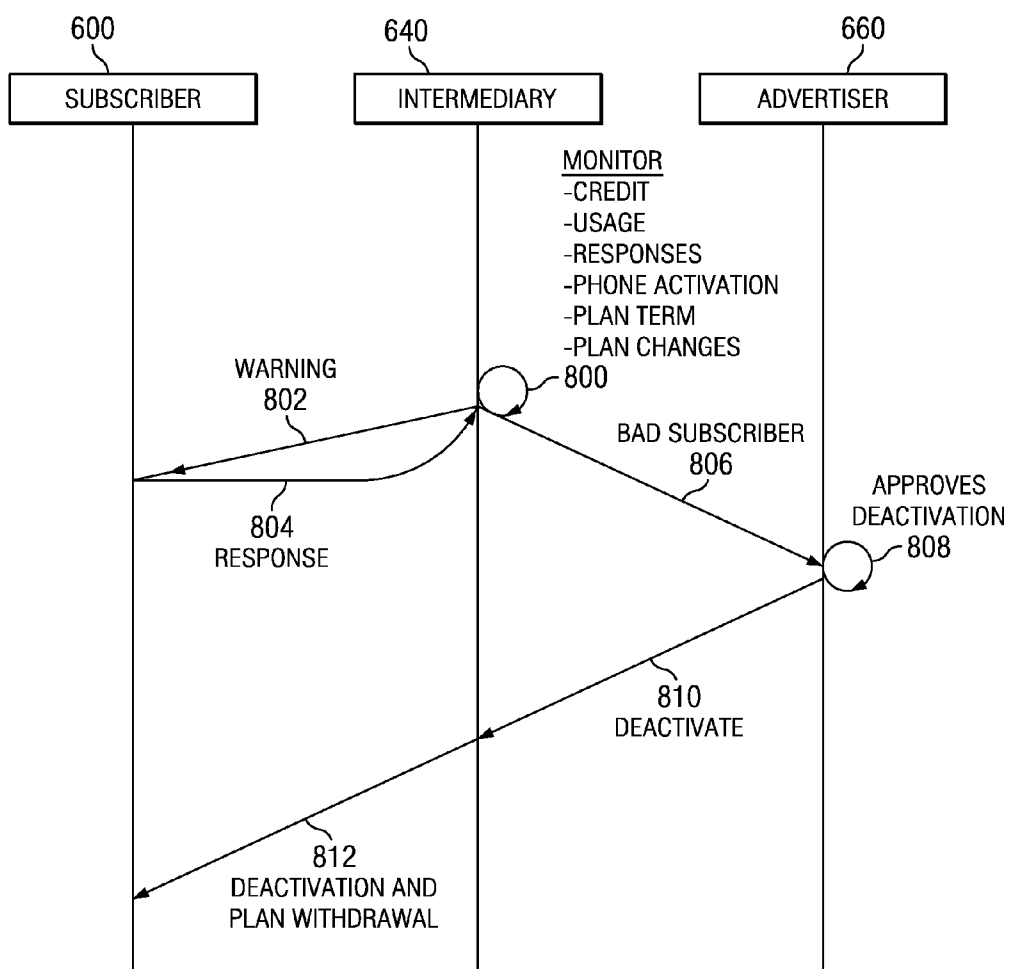 600
640
660
SUBSCRIBER
INTERMEDIARY
ADVERTISER
MONITOR
-CREDIT
-USAGE
-RESPONSES
-PHONE ACTIVATION
-PLAN TERM
-PLAN CHANGES
800
WARNING
802
804
RESPONSE
BAD SUBSCRIBER
806
APPROVES
DEACTIVATION
808
810
DEACTIVATE
812
DEACTIVATION AND
PLAN WITHDRAWAL